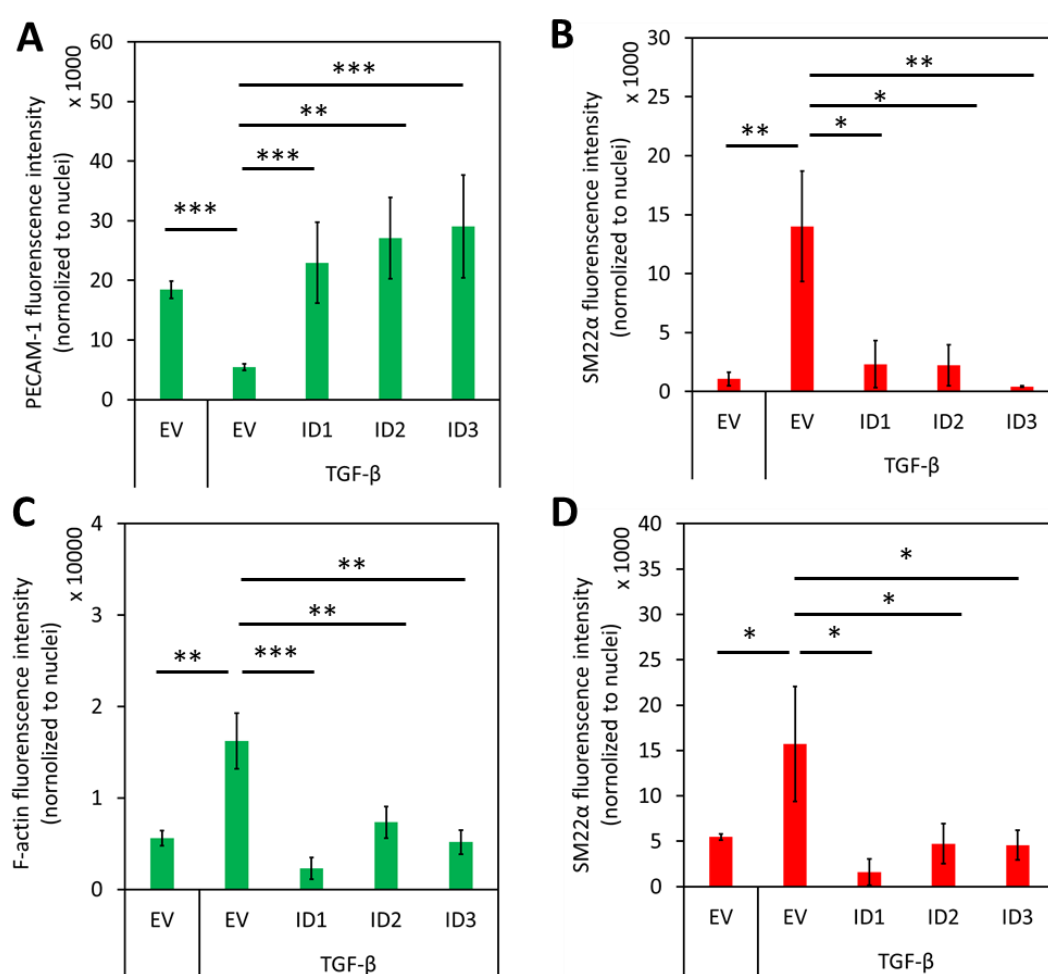 A
PECAM-1 fluorescence intensity
(nornolized to nuclei)
x 1000
60
50
40
30
20
10
0
***
**
***
***
EV
EV
ID1
ID2
ID3
TGF-β
B
SM22α fluorescence intensity
(nornolized to nuclei)
x 1000
30
25
20
15
10
5
0
**
*
**
*
EV
EV
ID1
ID2
ID3
TGF-β
C
F-actin fluorescence intensity
(nornolized to nuclei)
x 10000
4
3
2
1
0
**
**
**
***
EV
EV
ID1
ID2
ID3
TGF-β
D
SM22α fluorescence intensity
(nornolized to nuclei)
x 1000
40
35
30
25
20
15
10
5
0
*
*
*
*
EV
EV
ID1
ID2
ID3
TGF-β